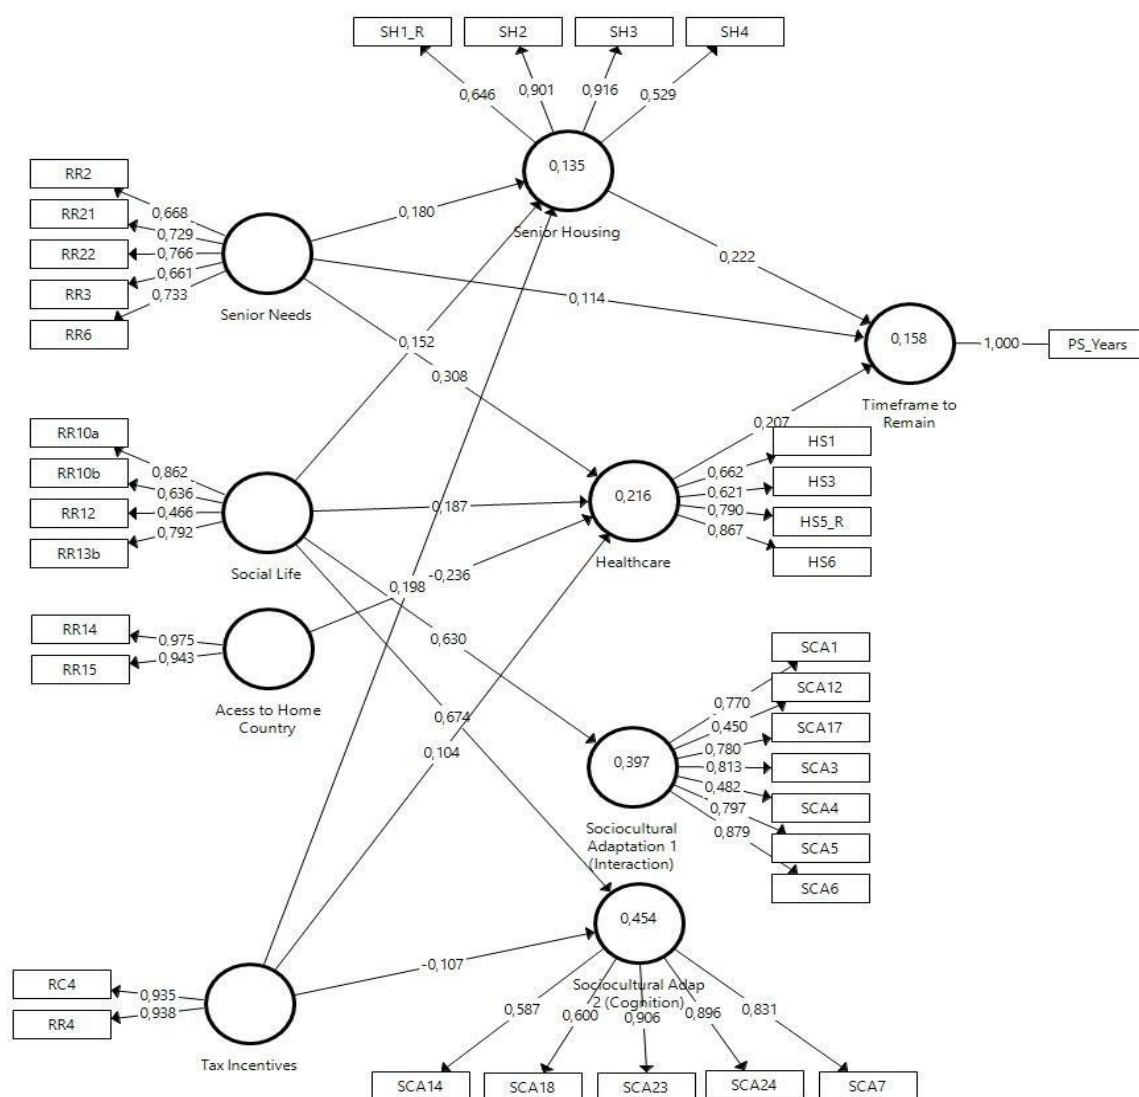 SH1_R SH2 SH3 SH4
0,646 0,901 0,916 0,529
0,135
Senior Housing
RR2
RR21
RR22
RR3
RR6
0,668
0,729
0,766
0,661
0,733
Senior Needs
0,180
0,222
0,114
0,152
0,308
0,158
1,000
PS_Years
Timeframe to
Remain
0,207
RR10a
RR10b
RR12
RR13b
0,862
0,636
0,466
0,792
Social Life
0,187
-0,236
0,198
0,630
0,216
Healthcare
0,662
0,621
0,790
0,867
HS1
HS3
HS5_R
HS6
RR14
RR15
0,975
0,943
Acess to Home
Country
0,674
0,104
0,397
Sociocultural
Adaptation 1
(Interaction)
0,770
0,450
0,780
0,813
0,482
0,797
0,879
SCA1
SCA12
SCA17
SCA3
SCA4
SCA5
SCA6
0,454
Sociocultural Adap
2 (Cognition)
-0,107
RC4
RR4
0,935
0,938
Tax Incentives
0,587 0,600 0,906 0,896 0,831
SCA14 SCA18 SCA23 SCA24 SCA7